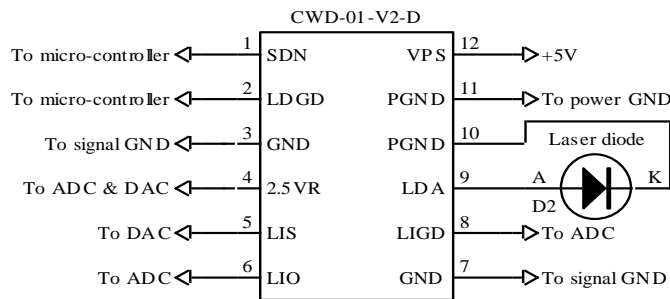 CWD-01-V2-D
To micro-controller 1 SDN VPS 12 +5V
To micro-controller 2 LDGD PGND 11 To power GND
To signal GND 3 GND PGND 10 Laser diode
To ADC & DAC 4 2.5VR LDA 9 A K
D2
To DAC 5 LIS LIGD 8 To ADC
To ADC 6 LIO GND 7 To signal GND